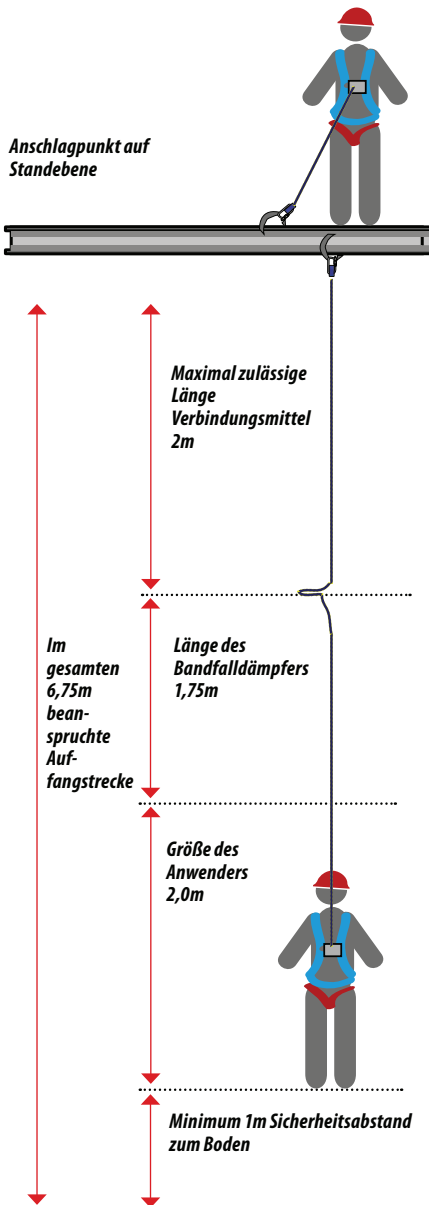 Anschlagpunkt auf
Standebene
Maximal zulässige
Länge
Verbindungsmittel
2m
Im
gesamten
6,75m
bean-
spruchte
Auf-
fangstrecke
Länge des
Bandfalldämpfers
1,75m
Größe des
Anwenders
2,0m
Minimum 1m Sicherheitsabstand
zum Boden